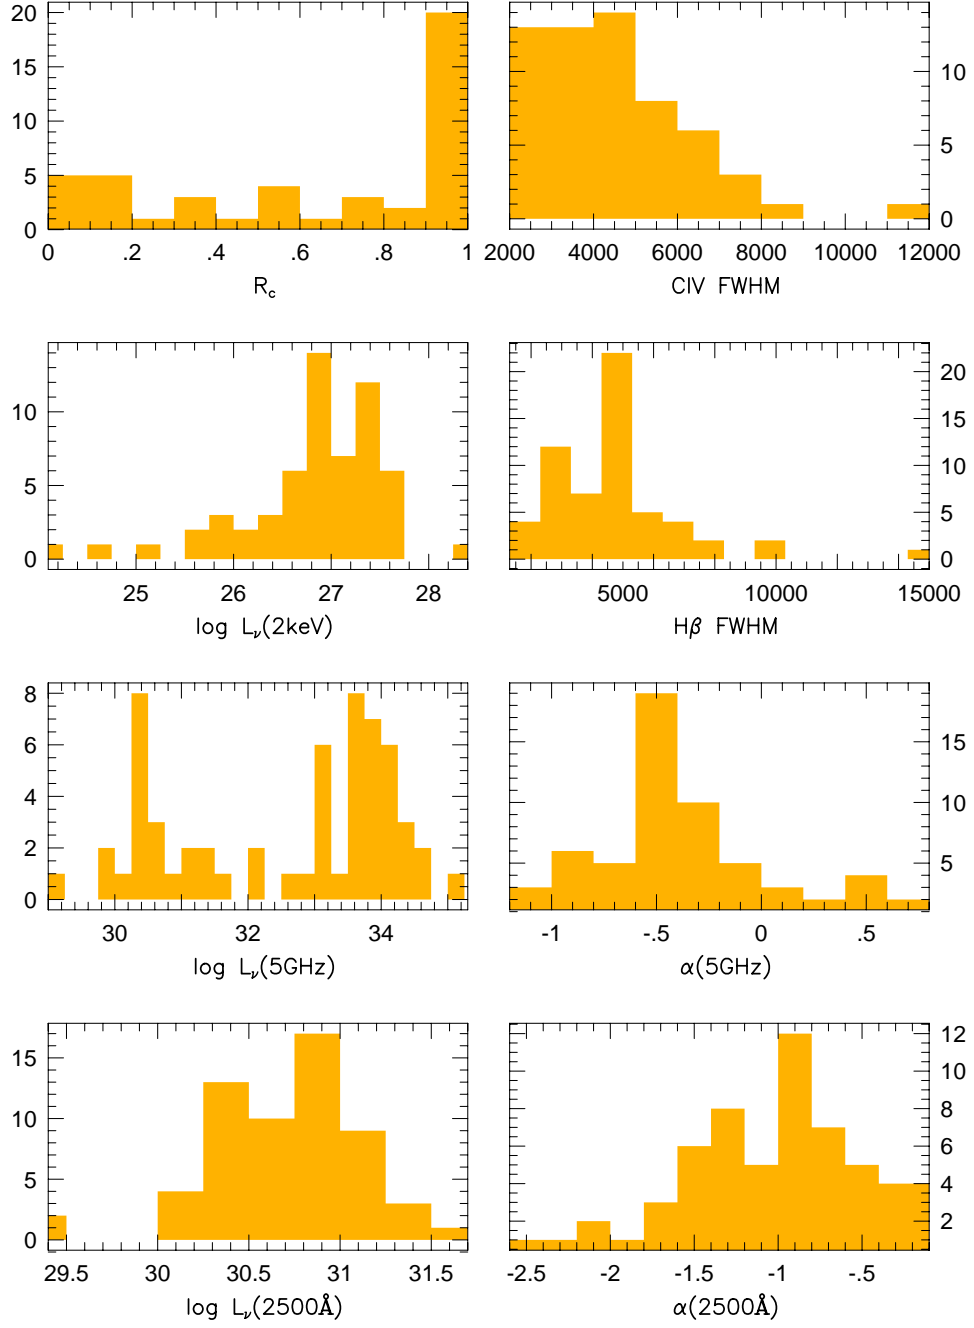 20
15
10
5
0
0 .2 .4 .6 .8 1
R_c
10
5
0
2000 4000 6000 8000 10000 12000
CIV FWHM
10
5
0
25 26 27 28
log L_ν(2keV)
20
15
10
5
0
5000 10000 15000
Hβ FWHM
8
6
4
2
0
30 32 34
log L_ν(5GHz)
15
10
5
-1 -.5 0 .5
α(5GHz)
15
10
5
0
29.5 30 30.5 31 31.5
log L_ν(2500Å)
12
10
8
6
4
2
-2.5 -2 -1.5 -1 -.5
α(2500Å)